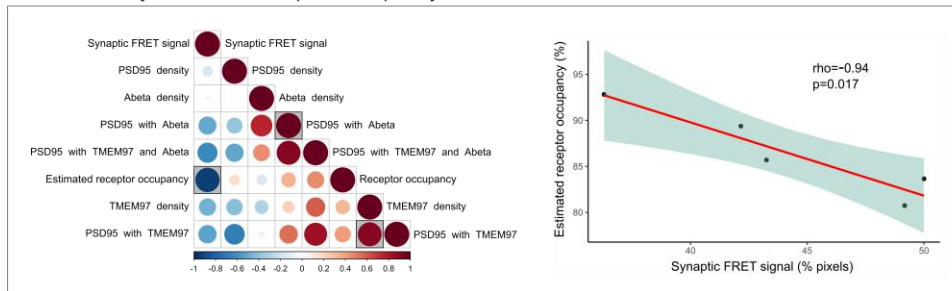 Synaptic FRET signal Synaptic FRET signal
PSD95 density PSD95 density
Abeta density Abeta density
PSD95 with Abeta PSD95 with Abeta
PSD95 with TMEM97 and Abeta PSD95 with TMEM97 and Abeta
Estimated receptor occupancy Receptor occupancy
TMEM97 density TMEM97 density
PSD95 with TMEM97 PSD95 with TMEM97
-1 -0.8 -0.6 -0.4 -0.2 0 0.2 0.4 0.6 0.8 1
Estimated receptor occupancy (%)
rho=−0.94
p=0.017
95
90
85
80
40 45 50
Synaptic FRET signal (% pixels)